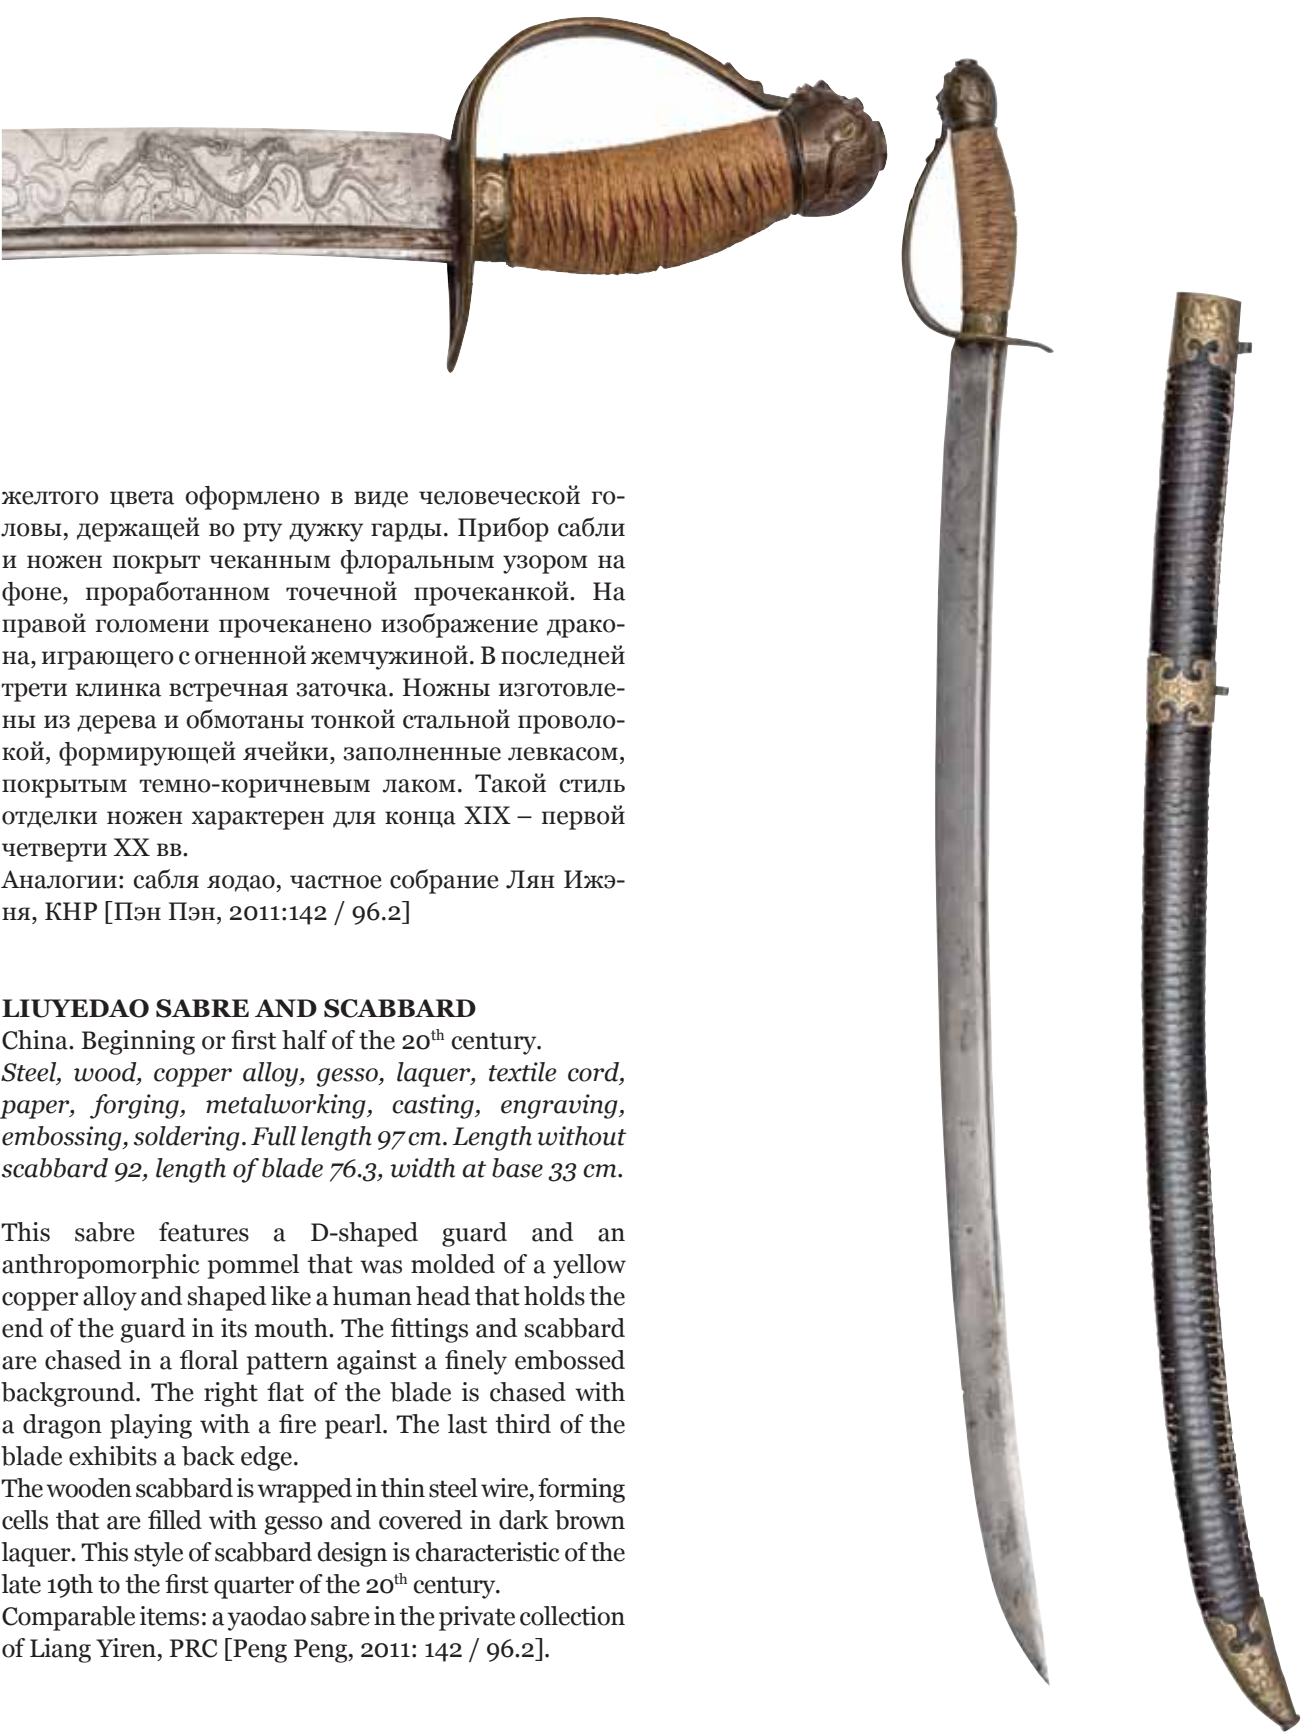 желтого цвета оформлено в виде человеческой го-
ловы, держащей во рту дужку гарды. Прибор сабли
и ножен покрыт чеканным флоральным узором на
фоне, проработанном точечной прочеканкой. На
правой голомени прочеканено изображение драко-
на, играющего с огненной жемчужиной. В последней
трети клинка встречная заточка. Ножны изготовле-
ны из дерева и обмотаны тонкой стальной проволо-
кой, формирующей ячейки, заполненные левкасом,
покрытым темно-коричневым лаком. Такой стиль
отделки ножен характерен для конца XIX – первой
четверти XX вв.
Аналогии: сабля яодао, частное собрание Лян Ижэ-
ня, КНР [Пэн Пэн, 2011:142 / 96.2]
LIUYEDAO SABRE AND SCABBARD
China. Beginning or first half of the 20th century.
Steel, wood, copper alloy, gesso, laquer, textile cord,
paper, forging, metalworking, casting, engraving,
embossing, soldering. Full length 97 cm. Length without
scabbard 92, length of blade 76.3, width at base 33 cm.
This sabre features a D-shaped guard and an
anthropomorphic pommel that was molded of a yellow
copper alloy and shaped like a human head that holds the
end of the guard in its mouth. The fittings and scabbard
are chased in a floral pattern against a finely embossed
background. The right flat of the blade is chased with
a dragon playing with a fire pearl. The last third of the
blade exhibits a back edge.
The wooden scabbard is wrapped in thin steel wire, forming
cells that are filled with gesso and covered in dark brown
laquer. This style of scabbard design is characteristic of the
late 19th to the first quarter of the 20th century.
Comparable items: a yaodao sabre in the private collection
of Liang Yiren, PRC [Peng Peng, 2011: 142 / 96.2].